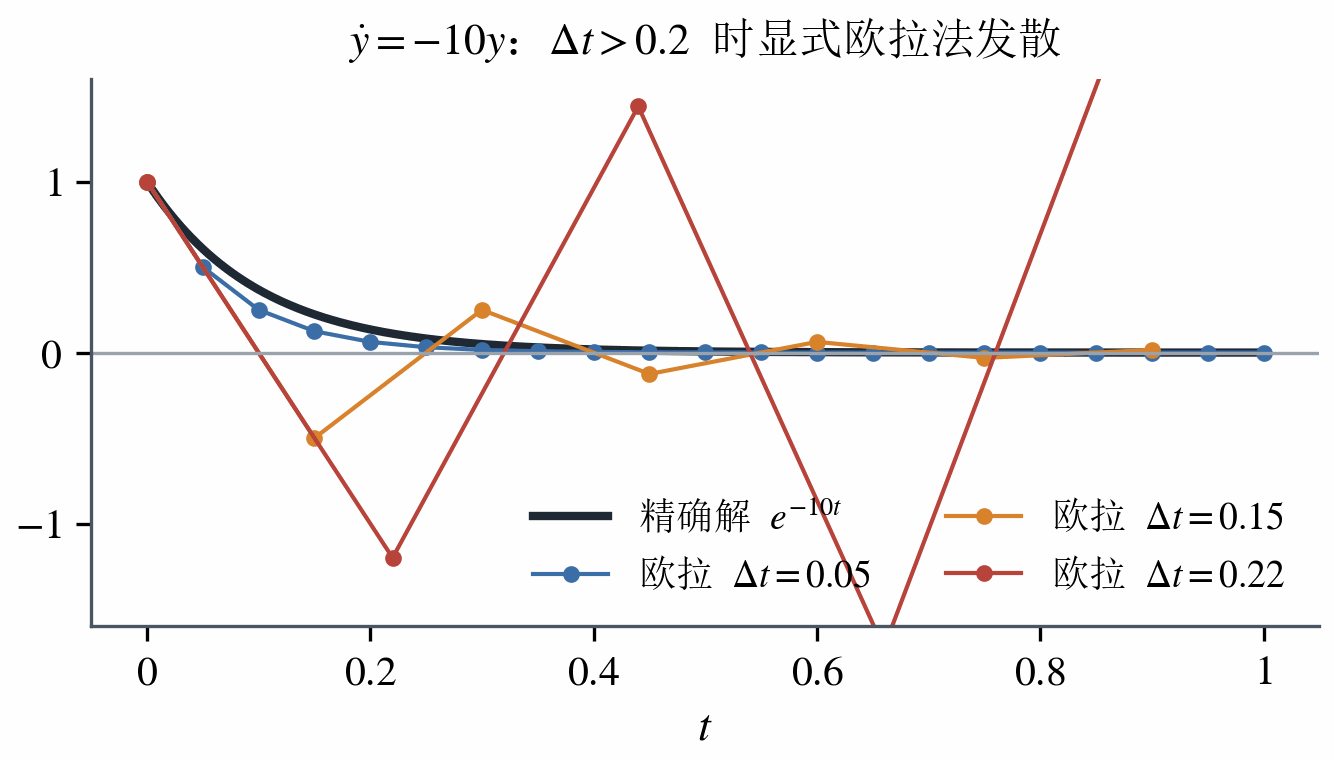 ẏ = −10y：Δt > 0.2 时显式欧拉法发散
1
0
−1
精确解 e^{−10t}
欧拉 Δt = 0.05
欧拉 Δt = 0.15
欧拉 Δt = 0.22
0 0.2 0.4 0.6 0.8 1
t